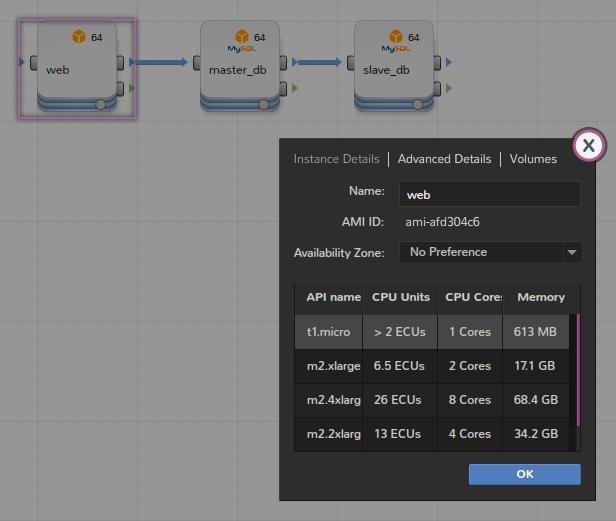 64 64 64
MySQL MySQL
web master_db slave_db
X
Instance Details | Advanced Details | Volumes
Name: web
AMI ID: ami-afd304c6
Availability Zone: No Preference
API name CPU Units CPU Cores Memory
t1.micro > 2 ECUs 1 Cores 613 MB
m2.xlarge 6.5 ECUs 2 Cores 17.1 GB
m2.4xlarg 26 ECUs 8 Cores 68.4 GB
m2.2xlarg 13 ECUs 4 Cores 34.2 GB
OK